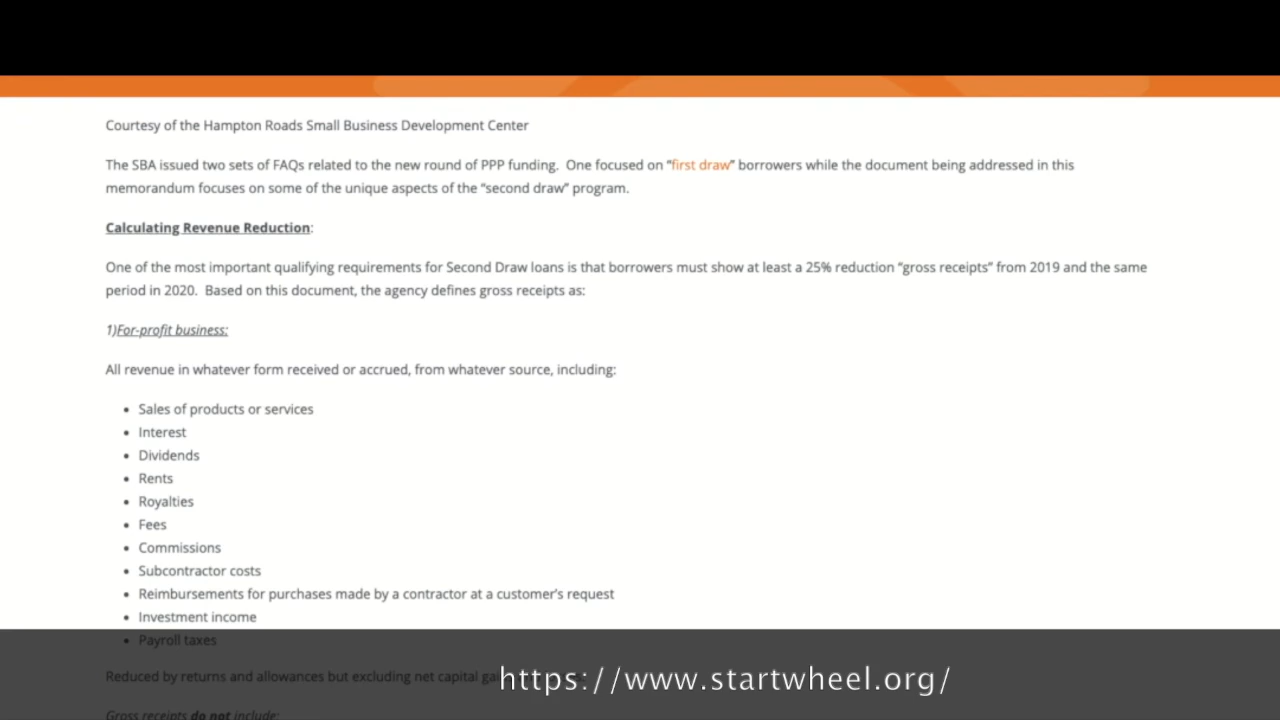 Courtesy of the Hampton Roads Small Business Development Center
The SBA issued two sets of FAQs related to the new round of PPP funding.  One focused on “first draw” borrowers while the document being addressed in this
memorandum focuses on some of the unique aspects of the “second draw” program.
Calculating Revenue Reduction:
One of the most important qualifying requirements for Second Draw loans is that borrowers must show at least a 25% reduction “gross receipts” from 2019 and the same
period in 2020.  Based on this document, the agency defines gross receipts as:
1)For-profit business:
All revenue in whatever form received or accrued, from whatever source, including:
• Sales of products or services
• Interest
• Dividends
• Rents
• Royalties
• Fees
• Commissions
• Subcontractor costs
• Reimbursements for purchases made by a contractor at a customer’s request
• Investment income
• Payroll taxes
Reduced by returns and allowances but excluding net capital
https://www.startwheel.org/
Gross receipts do not include: